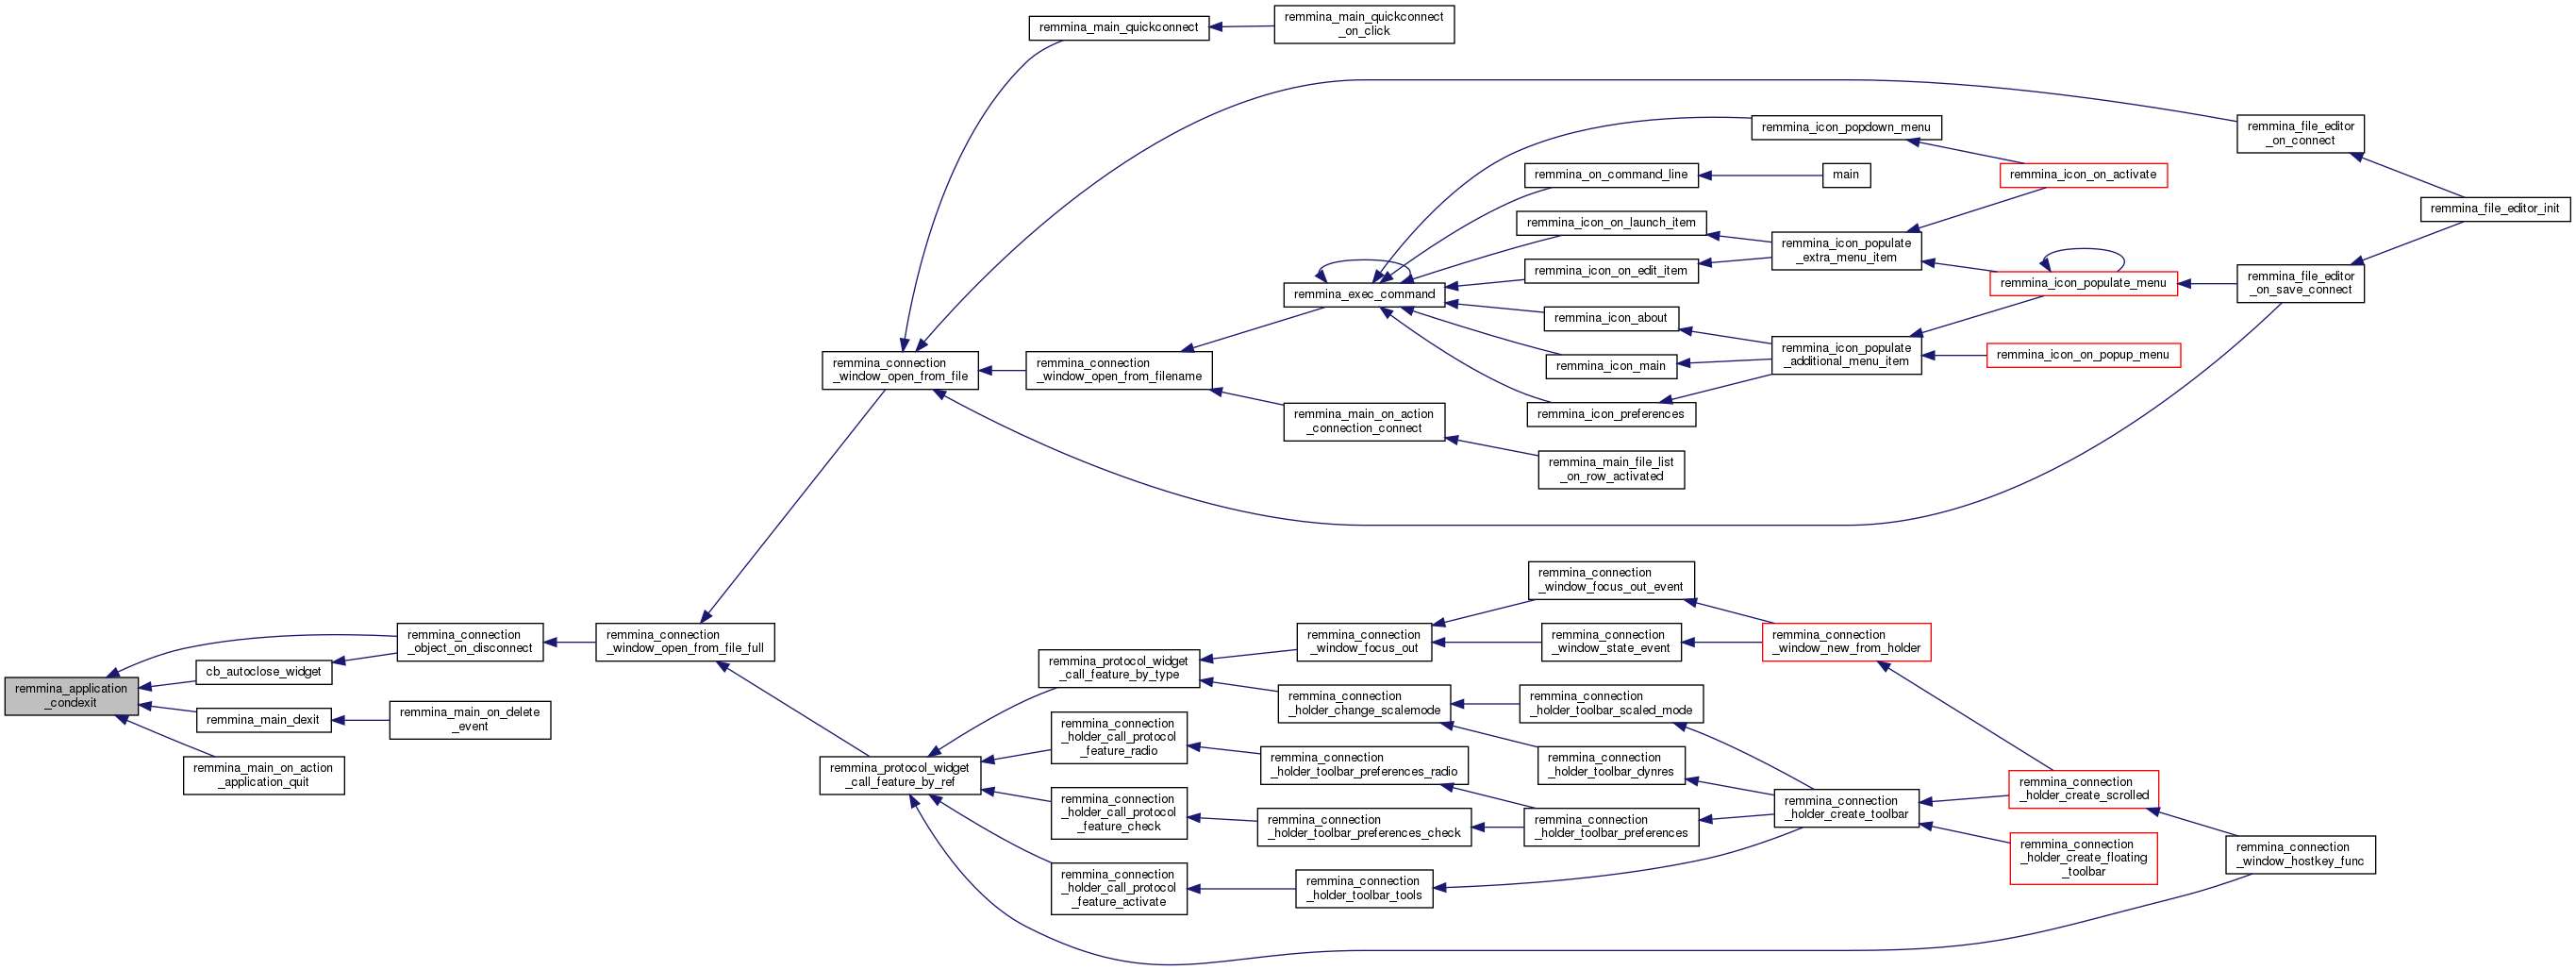 remmina_main_quickconnect
remmina_main_quickconnect
_on_click
remmina_file_editor
_on_connect
remmina_icon_popdown_menu
remmina_on_command_line
main
remmina_icon_on_activate
remmina_file_editor_init
remmina_icon_on_launch_item
remmina_icon_populate
_extra_menu_item
remmina_icon_on_edit_item
remmina_icon_populate_menu
remmina_file_editor
_on_save_connect
remmina_exec_command
remmina_icon_about
remmina_connection
_window_open_from_file
remmina_connection
_window_open_from_filename
remmina_icon_populate
_additional_menu_item
remmina_icon_on_popup_menu
remmina_icon_main
remmina_icon_preferences
remmina_main_on_action
_connection_connect
remmina_main_file_list
_on_row_activated
remmina_connection
_window_focus_out_event
remmina_connection
_object_on_disconnect
remmina_connection
_window_open_from_file_full
remmina_connection
_window_focus_out
remmina_connection
_window_state_event
remmina_connection
_window_new_from_holder
cb_autoclose_widget
remmina_protocol_widget
_call_feature_by_type
remmina_application
_condexit
remmina_main_dexit
remmina_main_on_delete
_event
remmina_connection
_holder_change_scalemode
remmina_connection
_holder_toolbar_scaled_mode
remmina_connection
_holder_call_protocol
_feature_radio
remmina_main_on_action
_application_quit
remmina_protocol_widget
_call_feature_by_ref
remmina_connection
_holder_toolbar_preferences_radio
remmina_connection
_holder_toolbar_dynres
remmina_connection
_holder_create_scrolled
remmina_connection
_holder_call_protocol
_feature_check
remmina_connection
_holder_toolbar_preferences_check
remmina_connection
_holder_toolbar_preferences
remmina_connection
_holder_create_toolbar
remmina_connection
_holder_create_floating
_toolbar
remmina_connection
_window_hostkey_func
remmina_connection
_holder_call_protocol
_feature_activate
remmina_connection
_holder_toolbar_tools